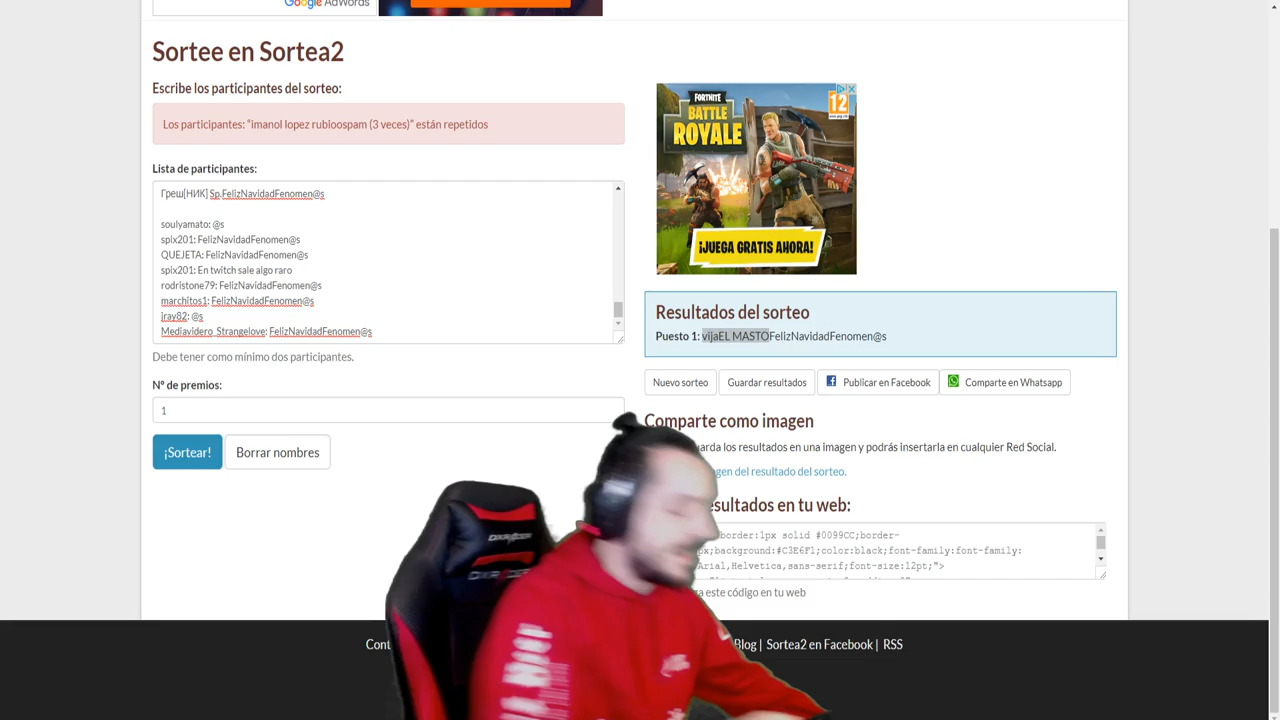 Google AdWords
Sortee en Sortea2
Escribe los participantes del sorteo:
Los participantes: "imanol lopez rubioospam (3 veces)" están repetidos
Lista de participantes:
Греш[НИК] Sp.FelizNavidadFenomen@s
soulyamato: @s
spix201: FelizNavidadFenomen@s
QUEJETA: FelizNavidadFenomen@s
spix201: En twitch sale algo raro
rodristone79: FelizNavidadFenomen@s
marchitos1: FelizNavidadFenomen@s
jray82: @s
Mediavidero_Strangelove: FelizNavidadFenomen@s
Debe tener como mínimo dos participantes.
Nº de premios:
1
¡Sortear!
Borrar nombres
FORTNITE
BATTLE
ROYALE
12
¡JUEGA GRATIS AHORA!
Resultados del sorteo
Puesto 1: vijaEL MASTOFelizNavidadFenomen@s
Nuevo sorteo
Guardar resultados
Publicar en Facebook
Comparte en Whatsapp
Comparte como imagen
los resultados en una imagen y podrás insertarla en cualquier Red Social.
del resultado del sorteo.
en tu web:
border:1px solid #0099CC;border-
;background:#C3E6F1;color:black;font-family:font-family:
Arial,Helvetica,sans-serif;font-size:12pt;">
este código en tu web
Blog | Sortea2 en Facebook | RSS